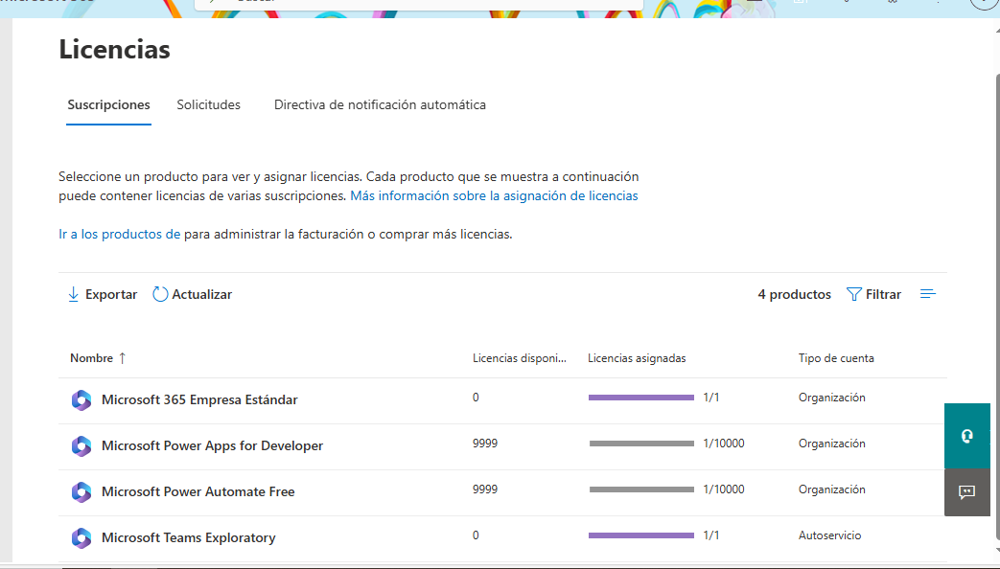 Licencias
Suscripciones Solicitudes Directiva de notificación automática
Seleccione un producto para ver y asignar licencias. Cada producto que se muestra a continuación
puede contener licencias de varias suscripciones. Más información sobre la asignación de licencias
Ir a los productos de para administrar la facturación o comprar más licencias.
Exportar Actualizar 4 productos Filtrar
Nombre ↑ Licencias disponi... Licencias asignadas Tipo de cuenta
Microsoft 365 Empresa Estándar 0 1/1 Organización
Microsoft Power Apps for Developer 9999 1/10000 Organización
Microsoft Power Automate Free 9999 1/10000 Organización
Microsoft Teams Exploratory 0 1/1 Autoservicio